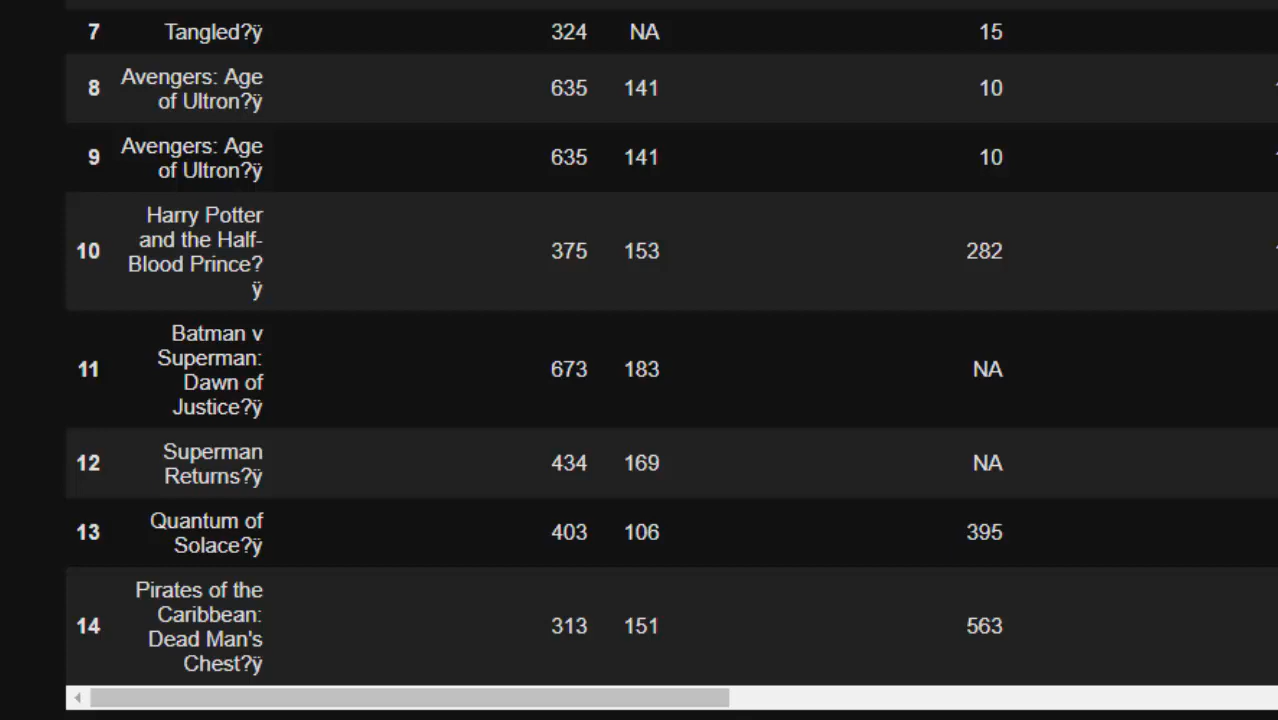 7 Tangled?ÿ 324 NA 15
8 Avengers: Age of Ultron?ÿ 635 141 10
9 Avengers: Age of Ultron?ÿ 635 141 10
10 Harry Potter and the Half-Blood Prince?ÿ 375 153 282
11 Batman v Superman: Dawn of Justice?ÿ 673 183 NA
12 Superman Returns?ÿ 434 169 NA
13 Quantum of Solace?ÿ 403 106 395
14 Pirates of the Caribbean: Dead Man's Chest?ÿ 313 151 563